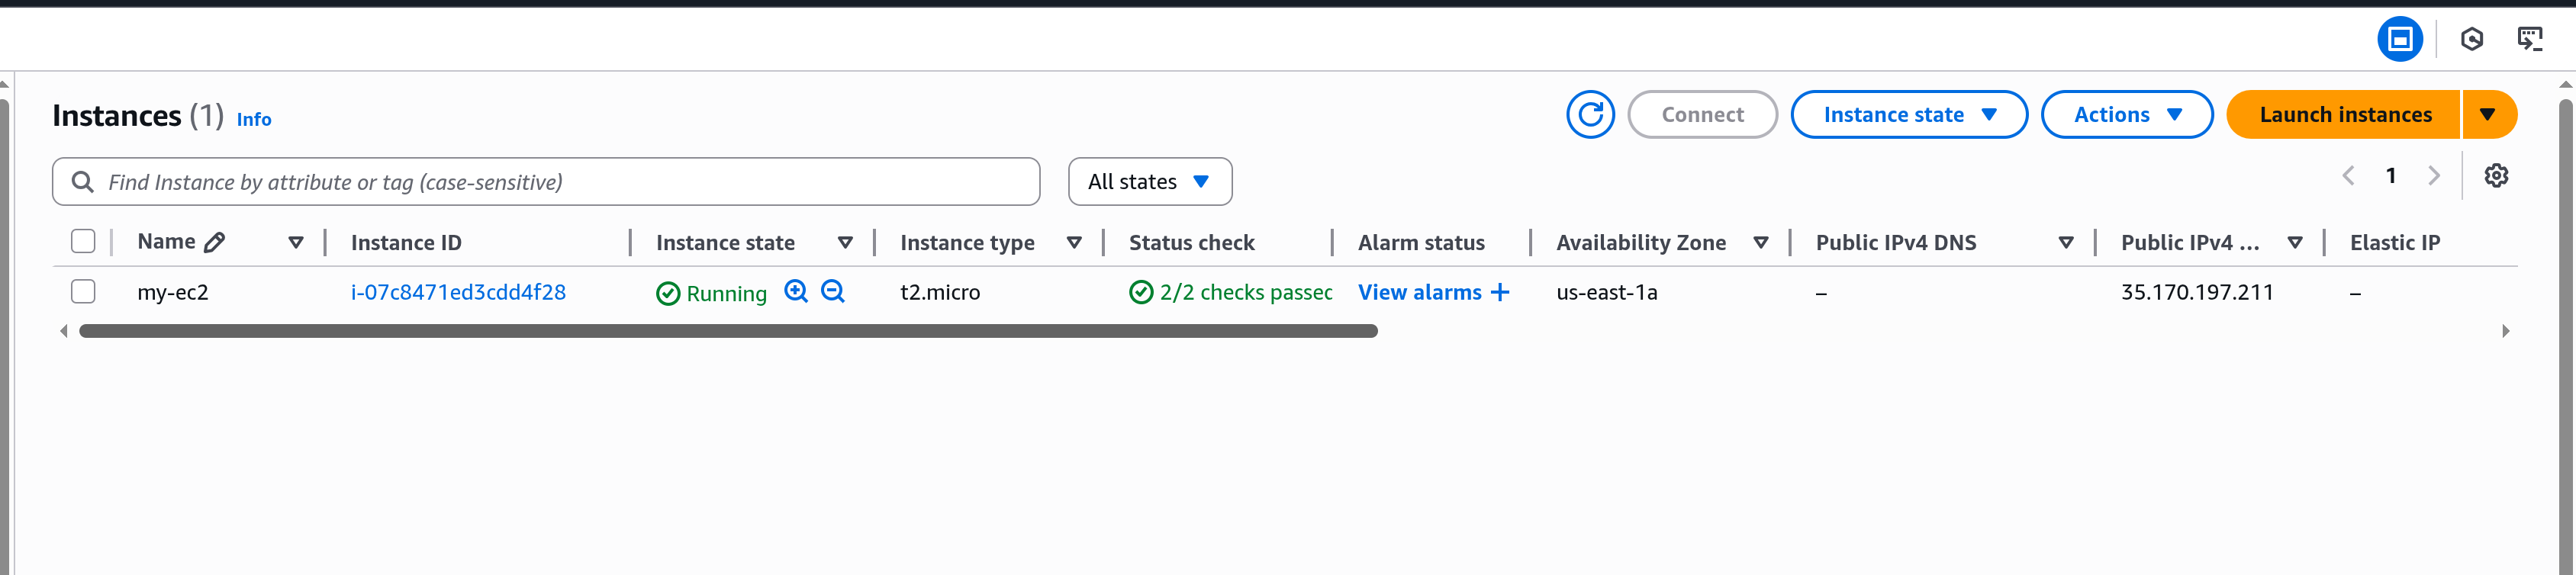 Instances (1) Info
Connect
Instance state
Actions
Launch instances
Find Instance by attribute or tag (case-sensitive)
All states
1
Name Instance ID Instance state Instance type Status check Alarm status Availability Zone Public IPv4 DNS Public IPv4 ... Elastic IP
my-ec2 i-07c8471ed3cdd4f28 Running t2.micro 2/2 checks passec View alarms + us-east-1a – 35.170.197.211 –